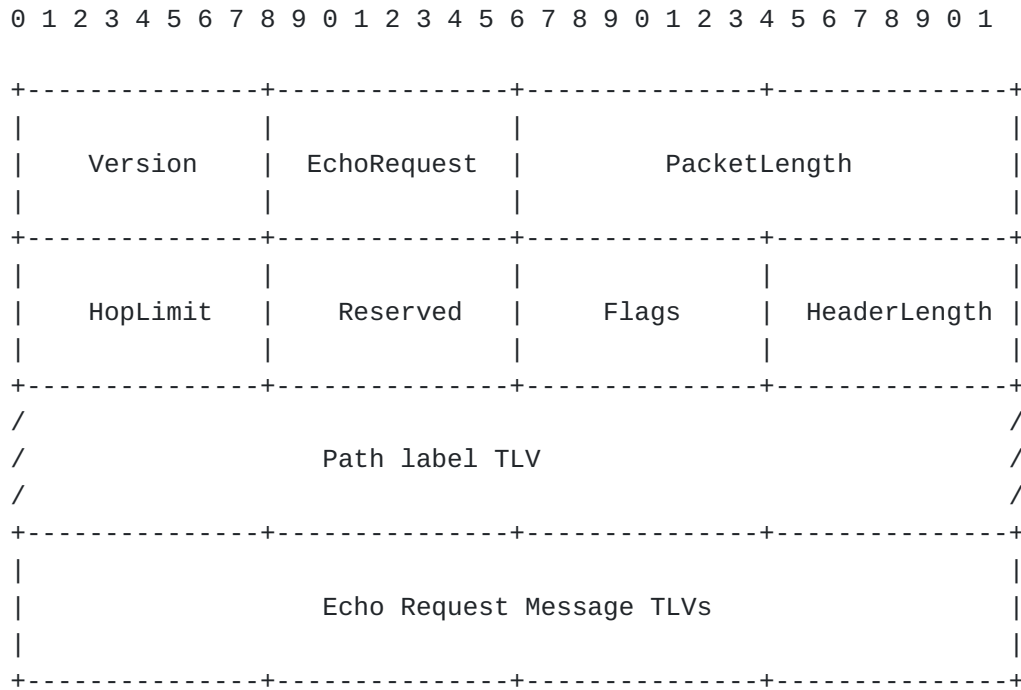 0 1 2 3 4 5 6 7 8 9 0 1 2 3 4 5 6 7 8 9 0 1 2 3 4 5 6 7 8 9 0 1
+---------------+---------------+---------------+---------------+
|               |               |                               |
|    Version    |  EchoRequest  |         PacketLength          |
|               |               |                               |
+---------------+---------------+---------------+---------------+
|               |               |               |               |
|    HopLimit   |    Reserved   |     Flags     |  HeaderLength |
|               |               |               |               |
+---------------+---------------+---------------+---------------+
/                                                               /
/                   Path label TLV                              /
/                                                               /
+---------------+---------------+---------------+---------------+
|                                                               |
|                   Echo Request Message TLVs                   |
|                                                               |
+---------------+---------------+---------------+---------------+